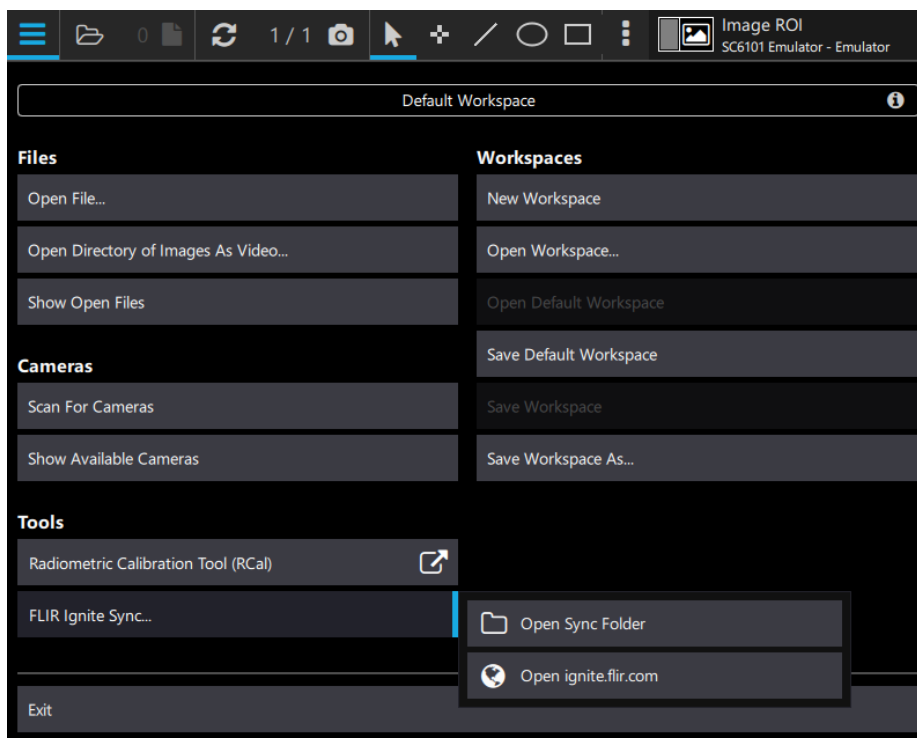 0
1 / 1
Image ROI
SC6101 Emulator - Emulator
Default Workspace
Files
Open File...
Open Directory of Images As Video...
Show Open Files
Cameras
Scan For Cameras
Show Available Cameras
Tools
Radiometric Calibration Tool (RCal)
FLIR Ignite Sync...
Workspaces
New Workspace
Open Workspace...
Open Default Workspace
Save Default Workspace
Save Workspace
Save Workspace As...
Open Sync Folder
Open ignite.flir.com
Exit